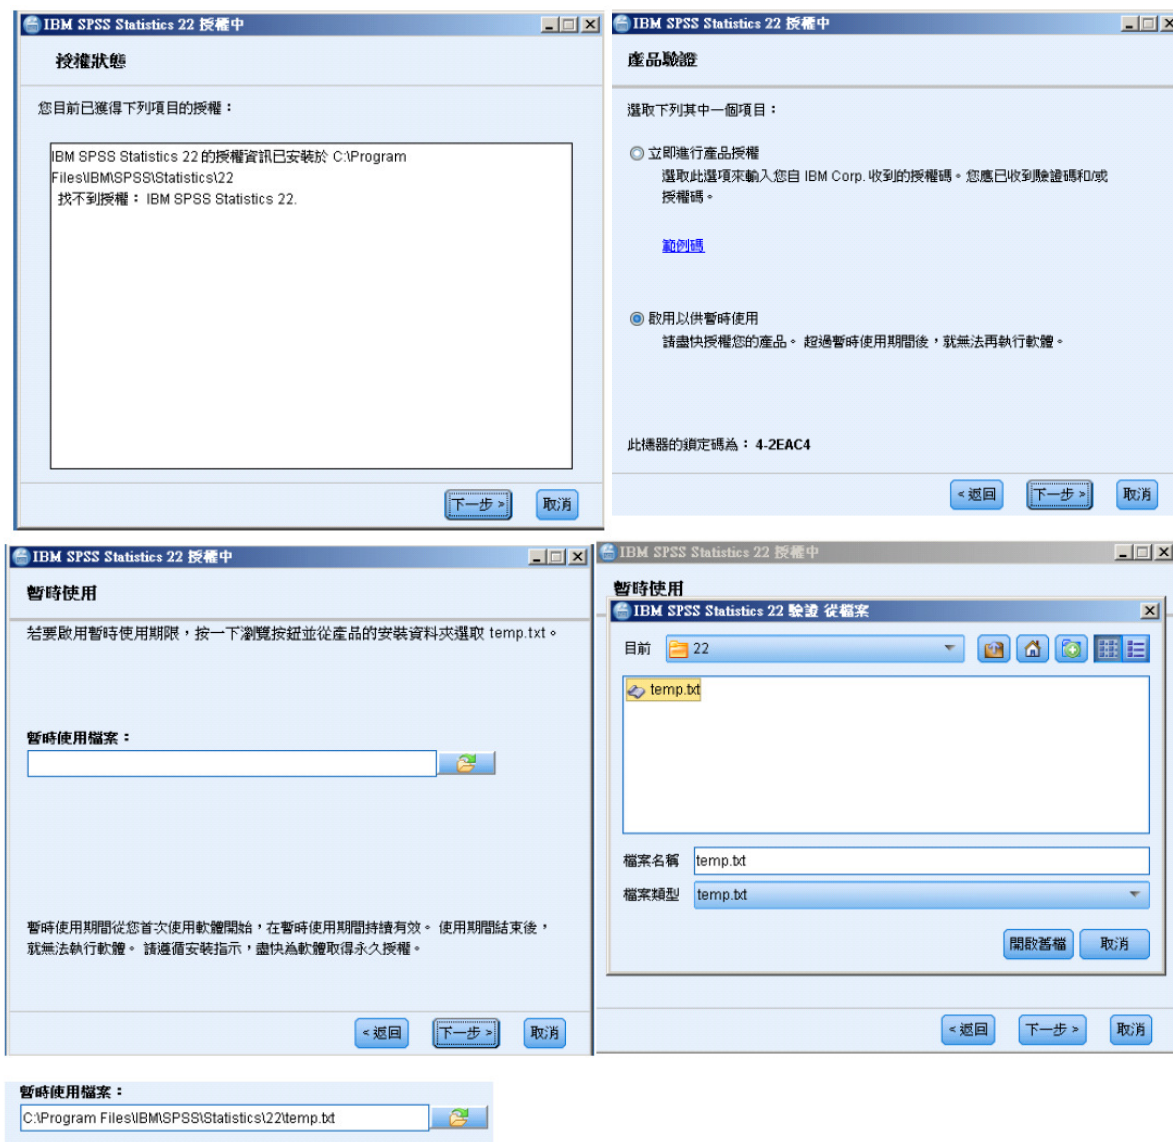 IBM SPSS Statistics 22 授權中
授權狀態
您目前已獲得下列項目的授權：
IBM SPSS Statistics 22 的授權資訊已安裝於 C:\Program
Files\IBM\SPSS\Statistics\22
找不到授權： IBM SPSS Statistics 22.
下一步 >
取消
IBM SPSS Statistics 22 授權中
產品驗證
選取下列其中一個項目：
立即進行產品授權
選取此選項來輸入您自 IBM Corp. 收到的授權碼。您應已收到驗證碼和/或
授權碼。
範例碼
啟用以供暫時使用
請盡快授權您的產品。 超過暫時使用期間後，就無法再執行軟體。
此機器的鎖定碼為： 4-2EAC4
< 返回
下一步 >
取消
IBM SPSS Statistics 22 授權中
暫時使用
若要啟用暫時使用期限，按一下瀏覽按鈕並從產品的安裝資料夾選取 temp.txt。
暫時使用檔案：
暫時使用期間從您首次使用軟體開始，在暫時使用期間持續有效。 使用期間結束後，
就無法執行軟體。 請遵循安裝指示，盡快為軟體取得永久授權。
< 返回
下一步 >
取消
IBM SPSS Statistics 22 授權中
暫時使用
IBM SPSS Statistics 22 驗證 從檔案
目前
22
temp.txt
檔案名稱
temp.txt
檔案類型
temp.txt
開啟舊檔
取消
< 返回
下一步 >
取消
暫時使用檔案：
C:\Program Files\IBM\SPSS\Statistics\22\temp.txt